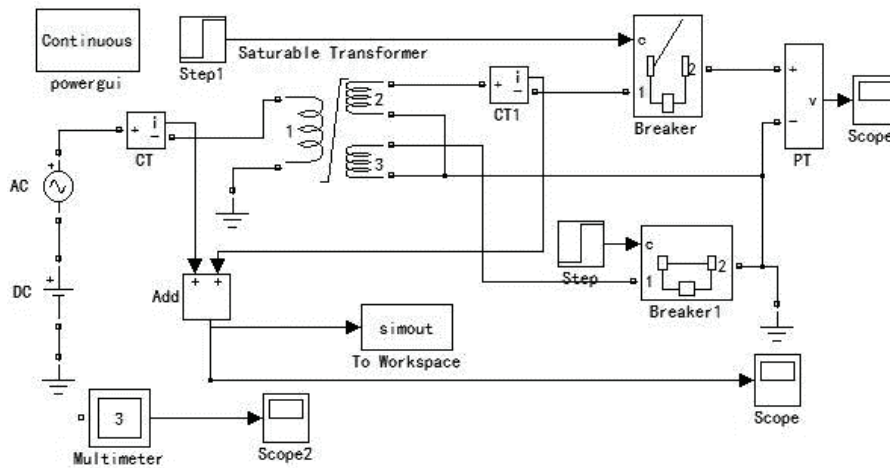 Continuous
powergui
Step1
Saturable Transformer
c
1
2
Breaker
+
−
v
PT
Scope
+
i
−
CT
1
2
3
+
i
−
CT1
AC
+
DC
+
Add
+ +
simout
To Workspace
Step
c
1
2
Breaker1
Scope
3
Multimeter
Scope2